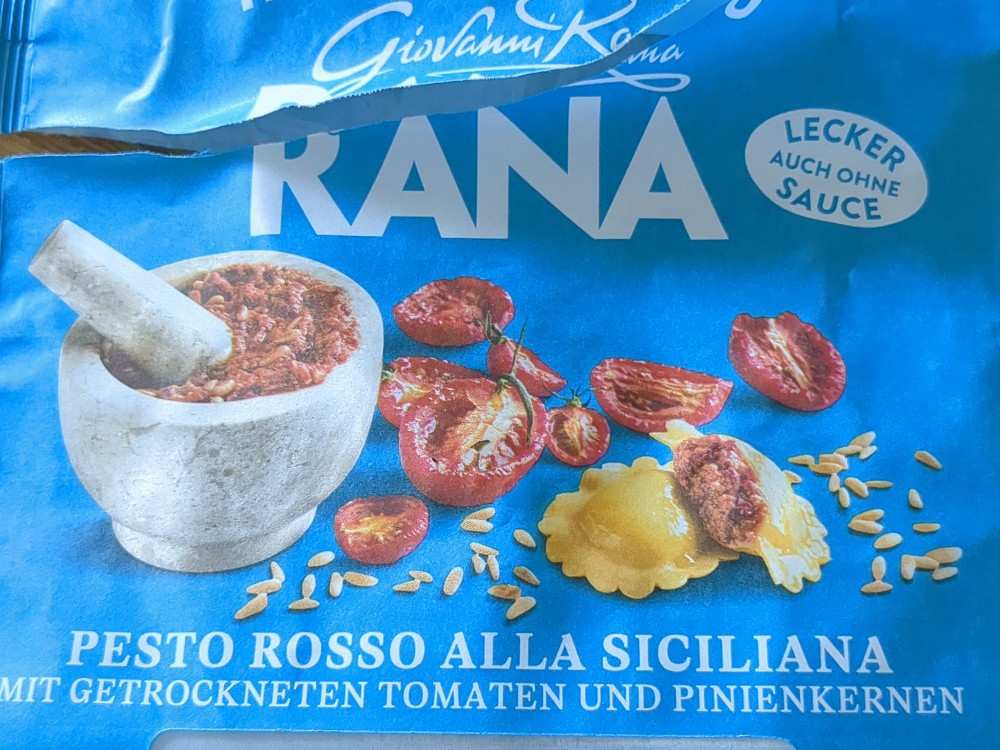 Giovanni Rana
RANA
LECKER
AUCH OHNE
SAUCE
PESTO ROSSO ALLA SICILIANA
MIT GETROCKNETEN TOMATEN UND PINIENKERNEN